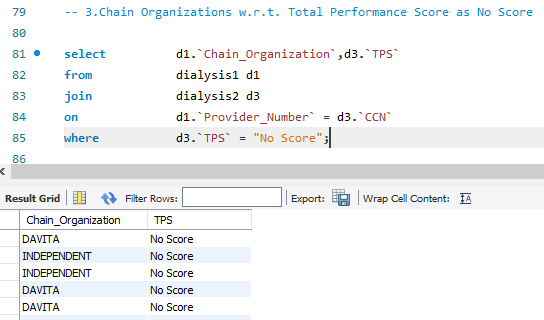 79 -- 3.Chain Organizations w.r.t. Total Performance Score as No Score
80
81 select d1.`Chain_Organization`,d3.`TPS`
82 from dialysis1 d1
83 join dialysis2 d3
84 on d1.`Provider_Number` = d3.`CCN`
85 where d3.`TPS` = "No Score";
86
Result Grid Filter Rows: Export: Wrap Cell Content:
Chain_Organization TPS
DAVITA No Score
INDEPENDENT No Score
INDEPENDENT No Score
DAVITA No Score
DAVITA No Score